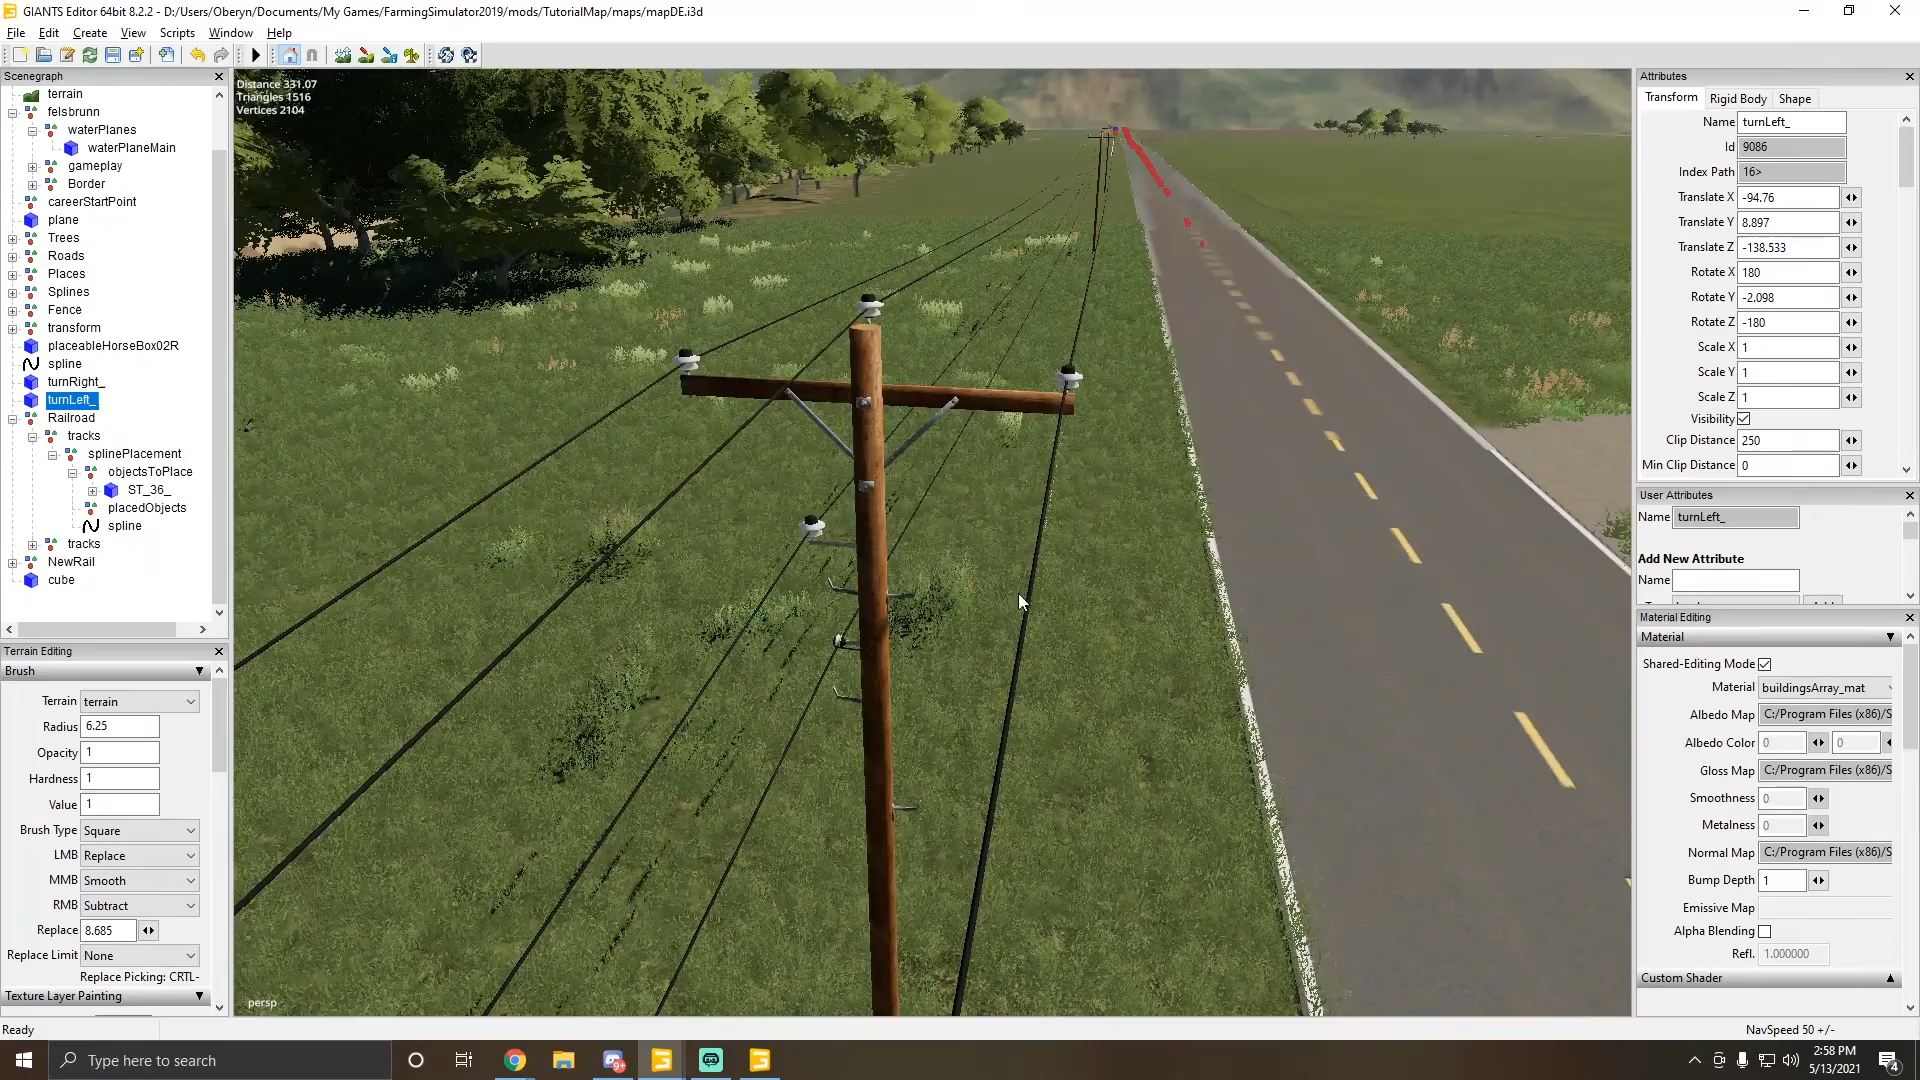 GIANTS Editor 64bit 8.2.2 - D:/Users/Oberyn/Documents/My Games/FarmingSimulator2019/mods/TutorialMap/maps/mapDE.i3d
File Edit Create View Scripts Window Help
Scenegraph
terrain
felsbrunn
waterPlanes
waterPlaneMain
gameplay
Border
careerStartPoint
plane
Trees
Roads
Places
Splines
Fence
transform
placeableHorseBox02R
spline
turnRight_
turnLeft_
Railroad
tracks
splinePlacement
objectsToPlace
ST_36_
placedObjects
spline
tracks
NewRail
cube
Terrain Editing
Brush
Terrain terrain
Radius 6.25
Opacity 1
Hardness 1
Value 1
Brush Type Square
LMB Replace
MMB Smooth
RMB Subtract
Replace 8.685
Replace Limit None
Replace Picking: CRTL-
Texture Layer Painting
Distance 331.07
Triangles 1516
Vertices 2104
persp
Attributes
Transform Rigid Body Shape
Name turnLeft_
Id 9086
Index Path 16>
Translate X -94.76
Translate Y 8.897
Translate Z -138.533
Rotate X 180
Rotate Y -2.098
Rotate Z -180
Scale X 1
Scale Y 1
Scale Z 1
Visibility
Clip Distance 250
Min Clip Distance 0
User Attributes
Name turnLeft_
Add New Attribute
Name
Material Editing
Material
Shared-Editing Mode
Material buildingsArray_mat
Albedo Map C:/Program Files (x86)/S
Albedo Color 0 0
Gloss Map C:/Program Files (x86)/S
Smoothness 0
Metalness 0
Normal Map C:/Program Files (x86)/S
Bump Depth 1
Emissive Map
Alpha Blending
Refl. 1.000000
Custom Shader
Ready
NavSpeed 50 +/-
Type here to search
9+
2:58 PM
5/13/2021
4